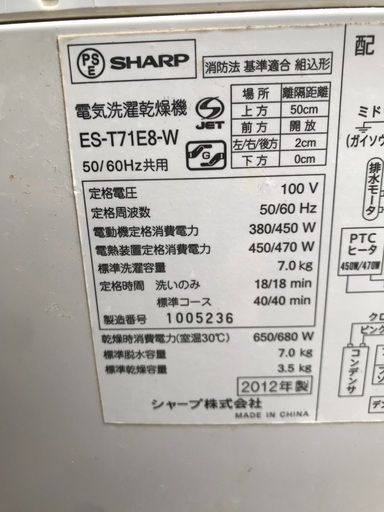 PS
E
SHARP
消防法 基準適合 組込形
電気洗濯乾燥機
JET
ES-T71E8-W
50/60Hz共用
場所 離隔距離
上方 50cm
前方 開放
左/右/後方 2cm
下方 0cm
定格電圧 100 V
定格周波数 50/60 Hz
電動機定格消費電力 380/450 W
電熱装置定格消費電力 450/470 W
標準洗濯容量 7.0 kg
定格時間 洗いのみ 18/18 min
標準コース 40/40 min
製造番号 1005236
乾燥時消費電力(室温30℃) 650/680 W
標準脱水容量 7.0 kg
標準乾燥容量 3.5 kg
2012年製
シャープ株式会社
MADE IN CHINA
配
ミド
(ガイソウ
排水モータ
PTC
ヒータ
450W/470W
クロ
ピンク
コンデンサ